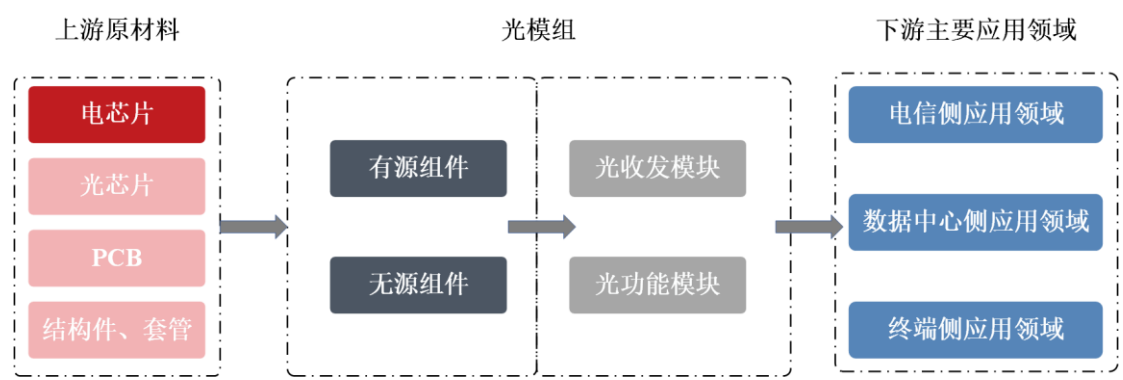 上游原材料
光模组
下游主要应用领域
电芯片
光芯片
PCB
结构件、套管
有源组件
无源组件
光收发模块
光功能模块
电信侧应用领域
数据中心侧应用领域
终端侧应用领域